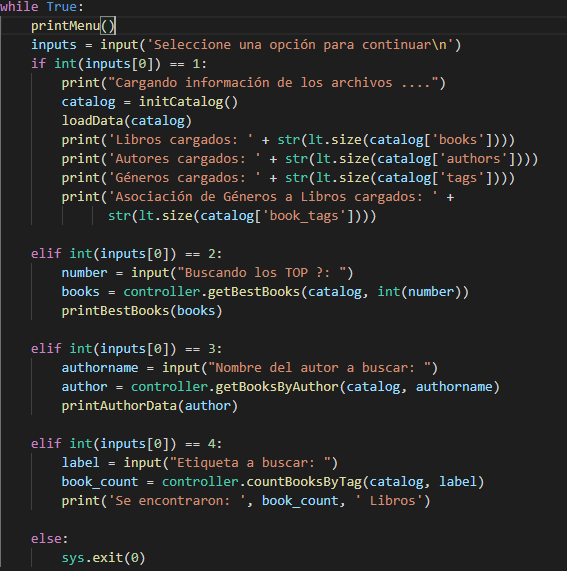 while True:
    printMenu()
    inputs = input('Seleccione una opción para continuar\n')
    if int(inputs[0]) == 1:
        print("Cargando información de los archivos ....")
        catalog = initCatalog()
        loadData(catalog)
        print('Libros cargados: ' + str(lt.size(catalog['books'])))
        print('Autores cargados: ' + str(lt.size(catalog['authors'])))
        print('Géneros cargados: ' + str(lt.size(catalog['tags'])))
        print('Asociación de Géneros a Libros cargados: ' +
              str(lt.size(catalog['book_tags'])))

    elif int(inputs[0]) == 2:
        number = input("Buscando los TOP ?: ")
        books = controller.getBestBooks(catalog, int(number))
        printBestBooks(books)

    elif int(inputs[0]) == 3:
        authorname = input("Nombre del autor a buscar: ")
        author = controller.getBooksByAuthor(catalog, authorname)
        printAuthorData(author)

    elif int(inputs[0]) == 4:
        label = input("Etiqueta a buscar: ")
        book_count = controller.countBooksByTag(catalog, label)
        print('Se encontraron: ', book_count, ' Libros')

    else:
        sys.exit(0)